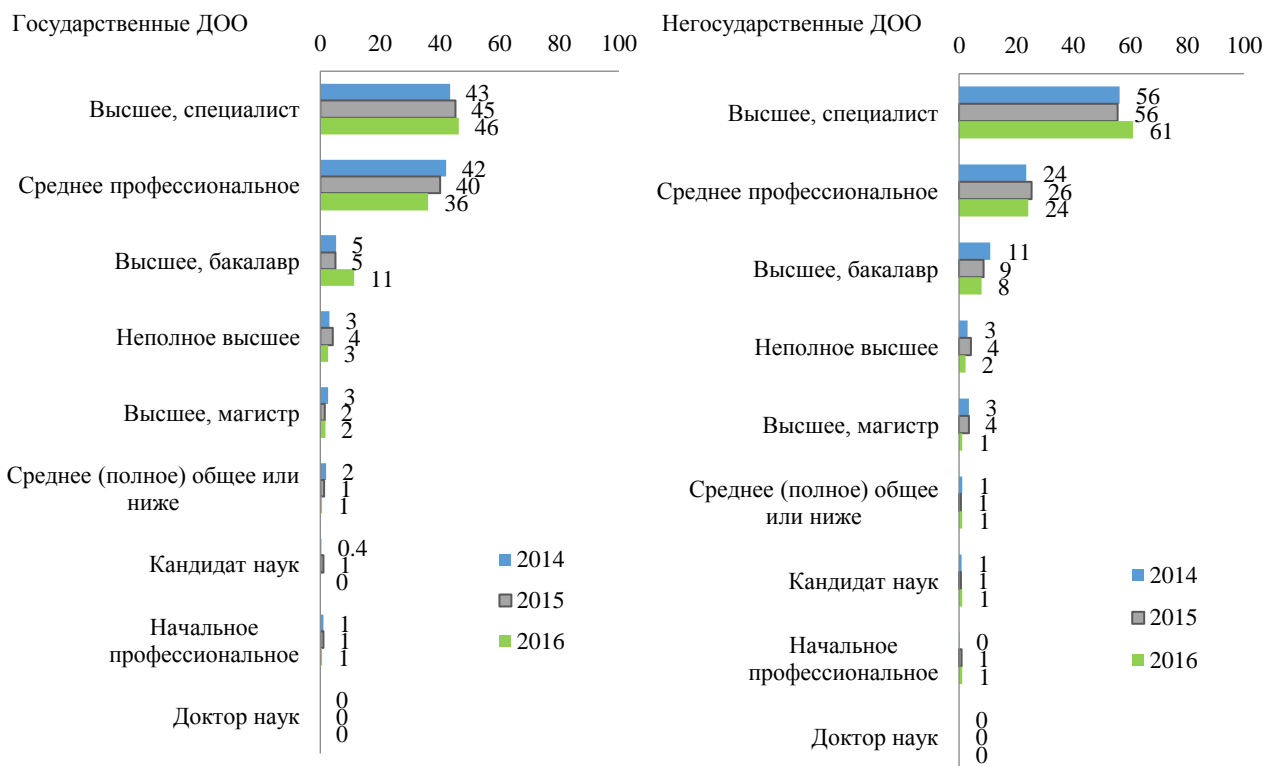 Государственные ДОО
0 20 40 60 80 100
Высшее, специалист
43
45
46
Среднее профессиональное
42
40
36
Высшее, бакалавр
5
5
11
Неполное высшее
3
4
3
Высшее, магистр
3
2
2
Среднее (полное) общее или
ниже
2
1
1
Кандидат наук
0.4
1
0
Начальное
профессиональное
1
1
1
Доктор наук
0
0
0
2014
2015
2016
Негосударственные ДОО
0 20 40 60 80 100
Высшее, специалист
56
56
61
Среднее профессиональное
24
26
24
Высшее, бакалавр
11
9
8
Неполное высшее
3
4
2
Высшее, магистр
3
4
1
Среднее (полное) общее
или ниже
1
1
1
Кандидат наук
1
1
1
Начальное
профессиональное
0
1
1
Доктор наук
0
0
0
2014
2015
2016